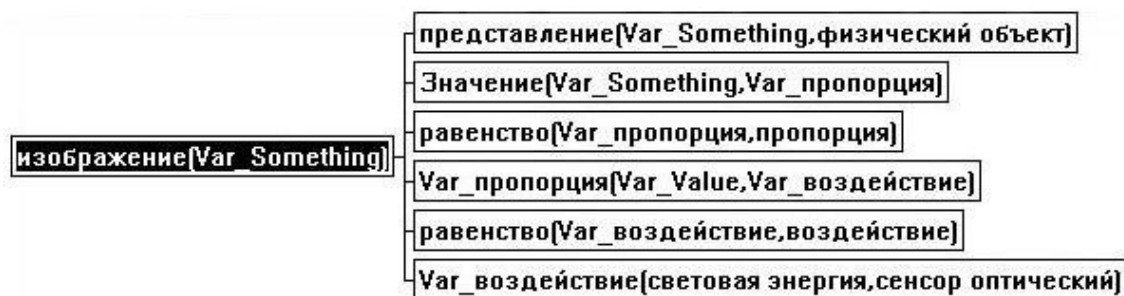 представление(Var_Something,физический объект)
Значение(Var_Something,Var_пропорция)
равенство(Var_пропорция,пропорция)
изображение(Var_Something)
Var_пропорция(Var_Value,Var_воздействие)
равенство(Var_воздействие,воздействие)
Var_воздействие(световая энергия,сенсор оптический)